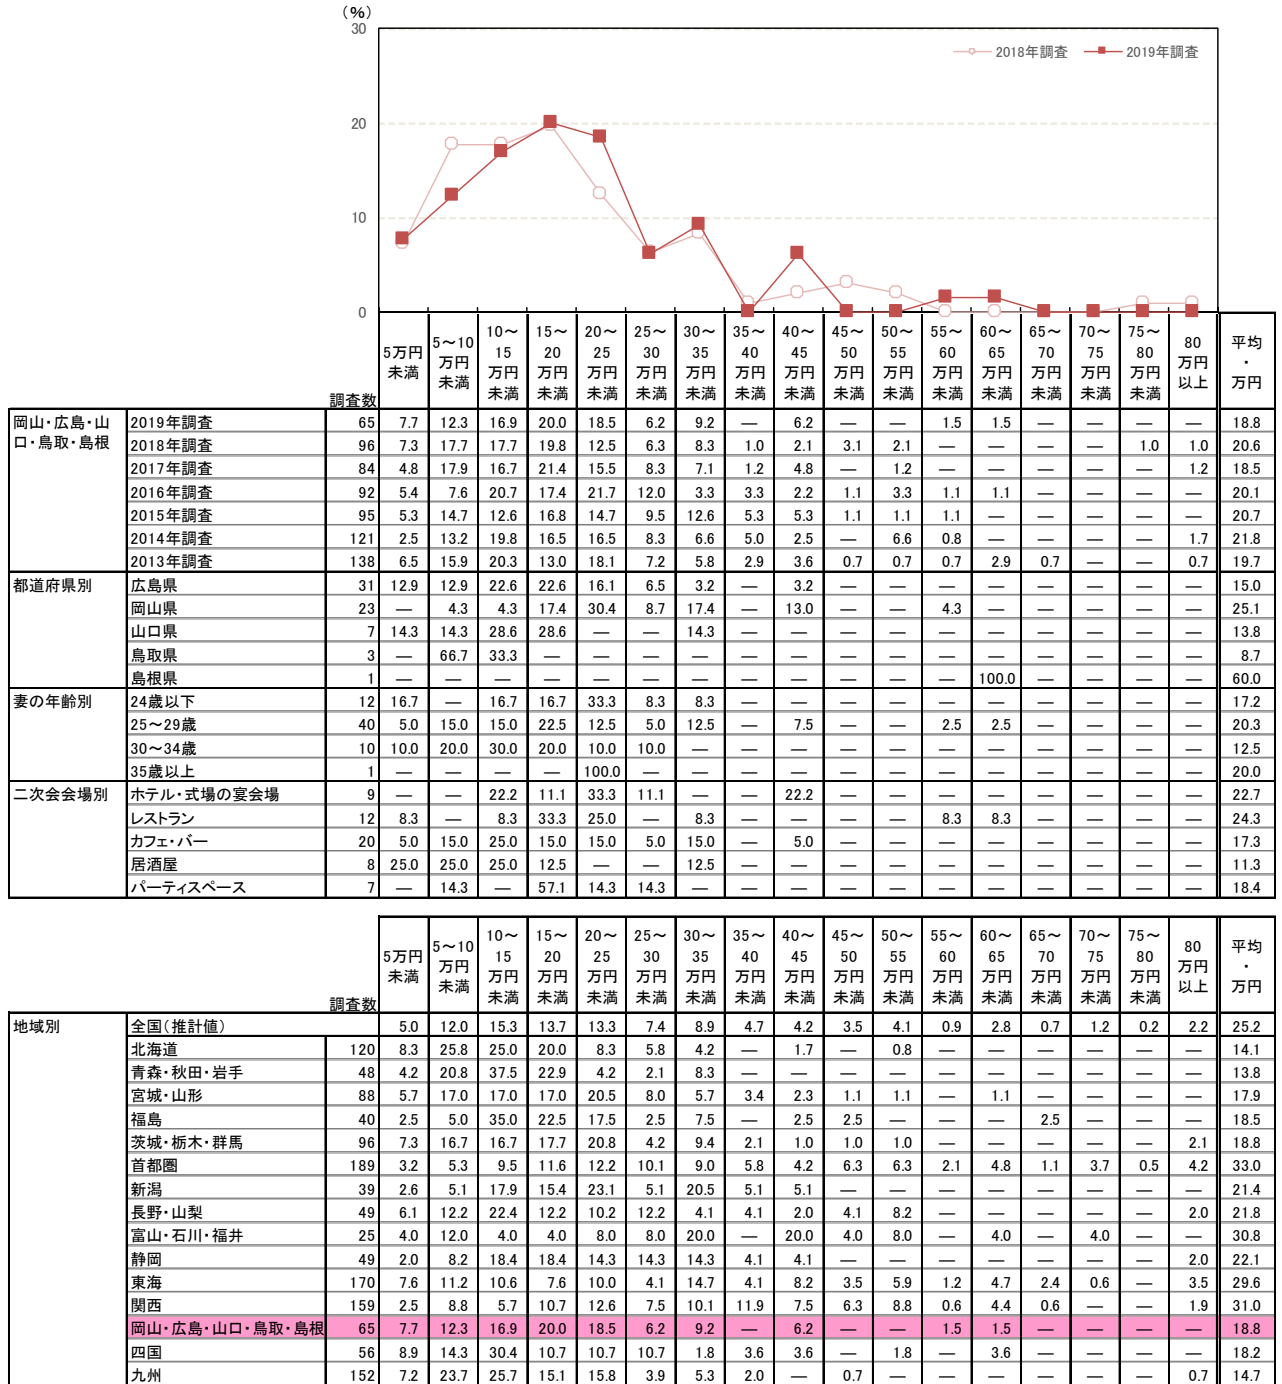 (%)
30
2018年調査 2019年調査
20
10
0
調査数 5万円未満 5～10万円未満 10～15万円未満 15～20万円未満 20～25万円未満 25～30万円未満 30～35万円未満 35～40万円未満 40～45万円未満 45～50万円未満 50～55万円未満 55～60万円未満 60～65万円未満 65～70万円未満 70～75万円未満 75～80万円未満 80万円以上 平均・万円
岡山・広島・山口・鳥取・島根 2019年調査 65 7.7 12.3 16.9 20.0 18.5 6.2 9.2 — 6.2 — — 1.5 1.5 — — — — 18.8
2018年調査 96 7.3 17.7 17.7 19.8 12.5 6.3 8.3 1.0 2.1 3.1 2.1 — — — — 1.0 1.0 20.6
2017年調査 84 4.8 17.9 16.7 21.4 15.5 8.3 7.1 1.2 4.8 — 1.2 — — — — — 1.2 18.5
2016年調査 92 5.4 7.6 20.7 17.4 21.7 12.0 3.3 3.3 2.2 1.1 3.3 1.1 1.1 — — — — 20.1
2015年調査 95 5.3 14.7 12.6 16.8 14.7 9.5 12.6 5.3 5.3 1.1 1.1 1.1 — — — — — 20.7
2014年調査 121 2.5 13.2 19.8 16.5 16.5 8.3 6.6 5.0 2.5 — 6.6 0.8 — — — — 1.7 21.8
2013年調査 138 6.5 15.9 20.3 13.0 18.1 7.2 5.8 2.9 3.6 0.7 0.7 0.7 2.9 0.7 — — 0.7 19.7
都道府県別 広島県 31 12.9 12.9 22.6 22.6 16.1 6.5 3.2 — 3.2 — — — — — — — — 15.0
岡山県 23 — 4.3 4.3 17.4 30.4 8.7 17.4 — 13.0 — — 4.3 — — — — — 25.1
山口県 7 14.3 14.3 28.6 28.6 — — 14.3 — — — — — — — — — — 13.8
鳥取県 3 — 66.7 33.3 — — — — — — — — — — — — — — 8.7
島根県 1 — — — — — — — — — — — — 100.0 — — — — 60.0
妻の年齢別 24歳以下 12 16.7 — 16.7 16.7 33.3 8.3 8.3 — — — — — — — — — — 17.2
25～29歳 40 5.0 15.0 15.0 22.5 12.5 5.0 12.5 — 7.5 — — 2.5 2.5 — — — — 20.3
30～34歳 10 10.0 20.0 30.0 20.0 10.0 10.0 — — — — — — — — — — — 12.5
35歳以上 1 — — — — 100.0 — — — — — — — — — — — — 20.0
二次会会場別 ホテル・式場の宴会場 9 — — 22.2 11.1 33.3 11.1 — — 22.2 — — — — — — — — 22.7
レストラン 12 8.3 — 8.3 33.3 25.0 — 8.3 — — — — 8.3 8.3 — — — — 24.3
カフェ・バー 20 5.0 15.0 25.0 15.0 15.0 5.0 15.0 — 5.0 — — — — — — — — 17.3
居酒屋 8 25.0 25.0 25.0 12.5 — — 12.5 — — — — — — — — — — 11.3
パーティスペース 7 — 14.3 — 57.1 14.3 14.3 — — — — — — — — — — — 18.4
調査数 5万円未満 5～10万円未満 10～15万円未満 15～20万円未満 20～25万円未満 25～30万円未満 30～35万円未満 35～40万円未満 40～45万円未満 45～50万円未満 50～55万円未満 55～60万円未満 60～65万円未満 65～70万円未満 70～75万円未満 75～80万円未満 80万円以上 平均・万円
地域別 全国(推計値) 5.0 12.0 15.3 13.7 13.3 7.4 8.9 4.7 4.2 3.5 4.1 0.9 2.8 0.7 1.2 0.2 2.2 25.2
北海道 120 8.3 25.8 25.0 20.0 8.3 5.8 4.2 — 1.7 — 0.8 — — — — — — 14.1
青森・秋田・岩手 48 4.2 20.8 37.5 22.9 4.2 2.1 8.3 — — — — — — — — — — 13.8
宮城・山形 88 5.7 17.0 17.0 17.0 20.5 8.0 5.7 3.4 2.3 1.1 1.1 — 1.1 — — — — 17.9
福島 40 2.5 5.0 35.0 22.5 17.5 2.5 7.5 — 2.5 2.5 — — — 2.5 — — — 18.5
茨城・栃木・群馬 96 7.3 16.7 16.7 17.7 20.8 4.2 9.4 2.1 1.0 1.0 1.0 — — — — — 2.1 18.8
首都圏 189 3.2 5.3 9.5 11.6 12.2 10.1 9.0 5.8 4.2 6.3 6.3 2.1 4.8 1.1 3.7 0.5 4.2 33.0
新潟 39 2.6 5.1 17.9 15.4 23.1 5.1 20.5 5.1 5.1 — — — — — — — — 21.4
長野・山梨 49 6.1 12.2 22.4 12.2 10.2 12.2 4.1 4.1 2.0 4.1 8.2 — — — — — 2.0 21.8
富山・石川・福井 25 4.0 12.0 4.0 4.0 8.0 8.0 20.0 — 20.0 4.0 8.0 — 4.0 — 4.0 — — 30.8
静岡 49 2.0 8.2 18.4 18.4 14.3 14.3 14.3 4.1 4.1 — — — — — — — 2.0 22.1
東海 170 7.6 11.2 10.6 7.6 10.0 4.1 14.7 4.1 8.2 3.5 5.9 1.2 4.7 2.4 0.6 — 3.5 29.6
関西 159 2.5 8.8 5.7 10.7 12.6 7.5 10.1 11.9 7.5 6.3 8.8 0.6 4.4 0.6 — — 1.9 31.0
岡山・広島・山口・鳥取・島根 65 7.7 12.3 16.9 20.0 18.5 6.2 9.2 — 6.2 — — 1.5 1.5 — — — — 18.8
四国 56 8.9 14.3 30.4 10.7 10.7 10.7 1.8 3.6 3.6 — 1.8 — 3.6 — — — — 18.2
九州 152 7.2 23.7 25.7 15.1 15.8 3.9 5.3 2.0 — 0.7 — — — — — — 0.7 14.7